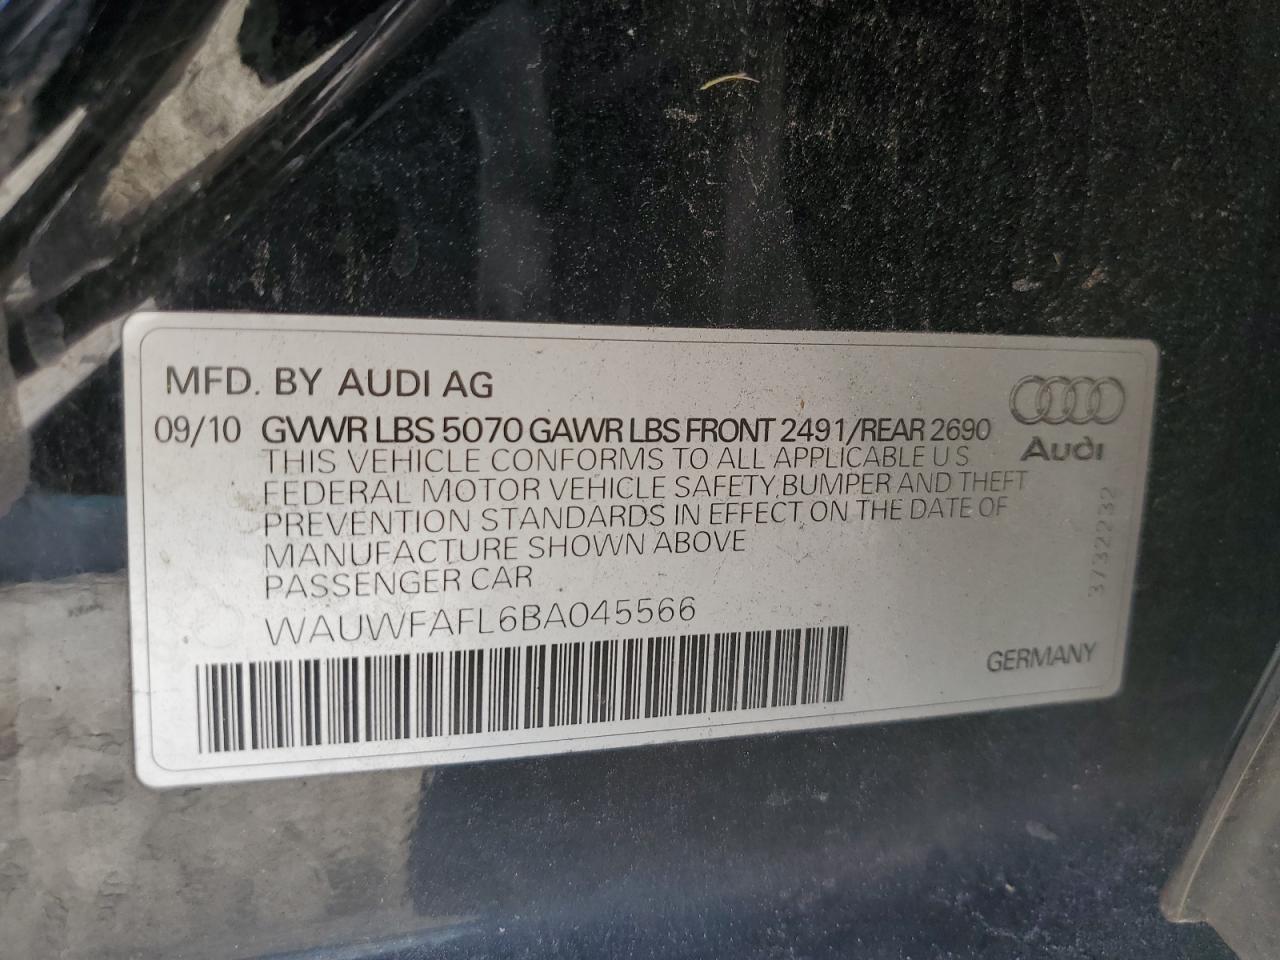 MFD. BY AUDI AG
09/10 GVWR LBS 5070 GAWR LBS FRONT 2491/REAR 2690
THIS VEHICLE CONFORMS TO ALL APPLICABLE U S
FEDERAL MOTOR VEHICLE SAFETY, BUMPER AND THEFT
PREVENTION STANDARDS IN EFFECT ON THE DATE OF
MANUFACTURE SHOWN ABOVE
PASSENGER CAR
WAUWFAFL6BA045566
Audi
3732232
GERMANY